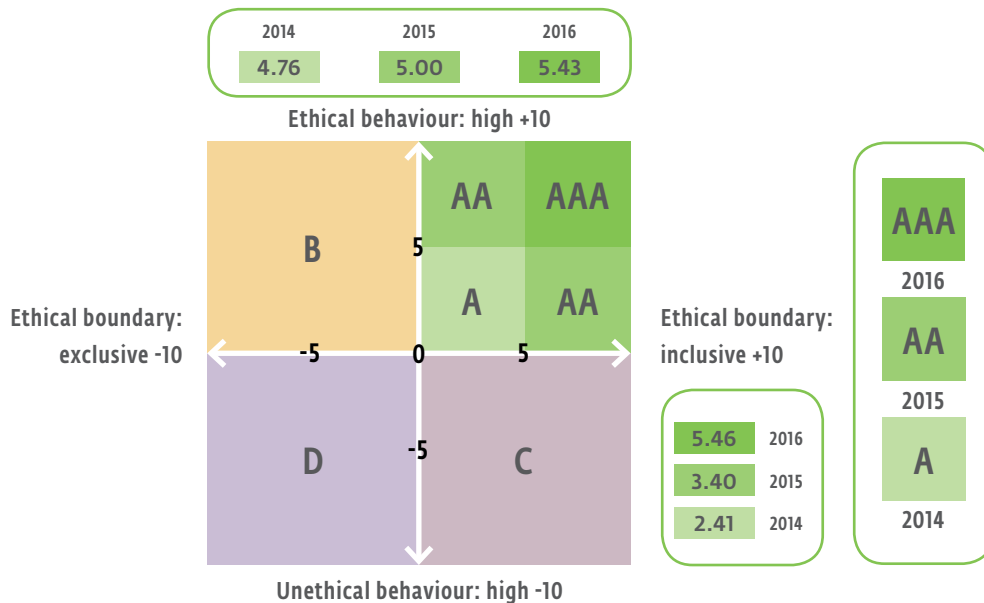 2014 2015 2016
4.76 5.00 5.43
Ethical behaviour: high +10
AA AAA
B
5
A AA
Ethical boundary:
exclusive -10
-5 0 5
Ethical boundary:
inclusive +10
D
-5
C
Unethical behaviour: high -10
5.46 2016
3.40 2015
2.41 2014
AAA
2016
AA
2015
A
2014